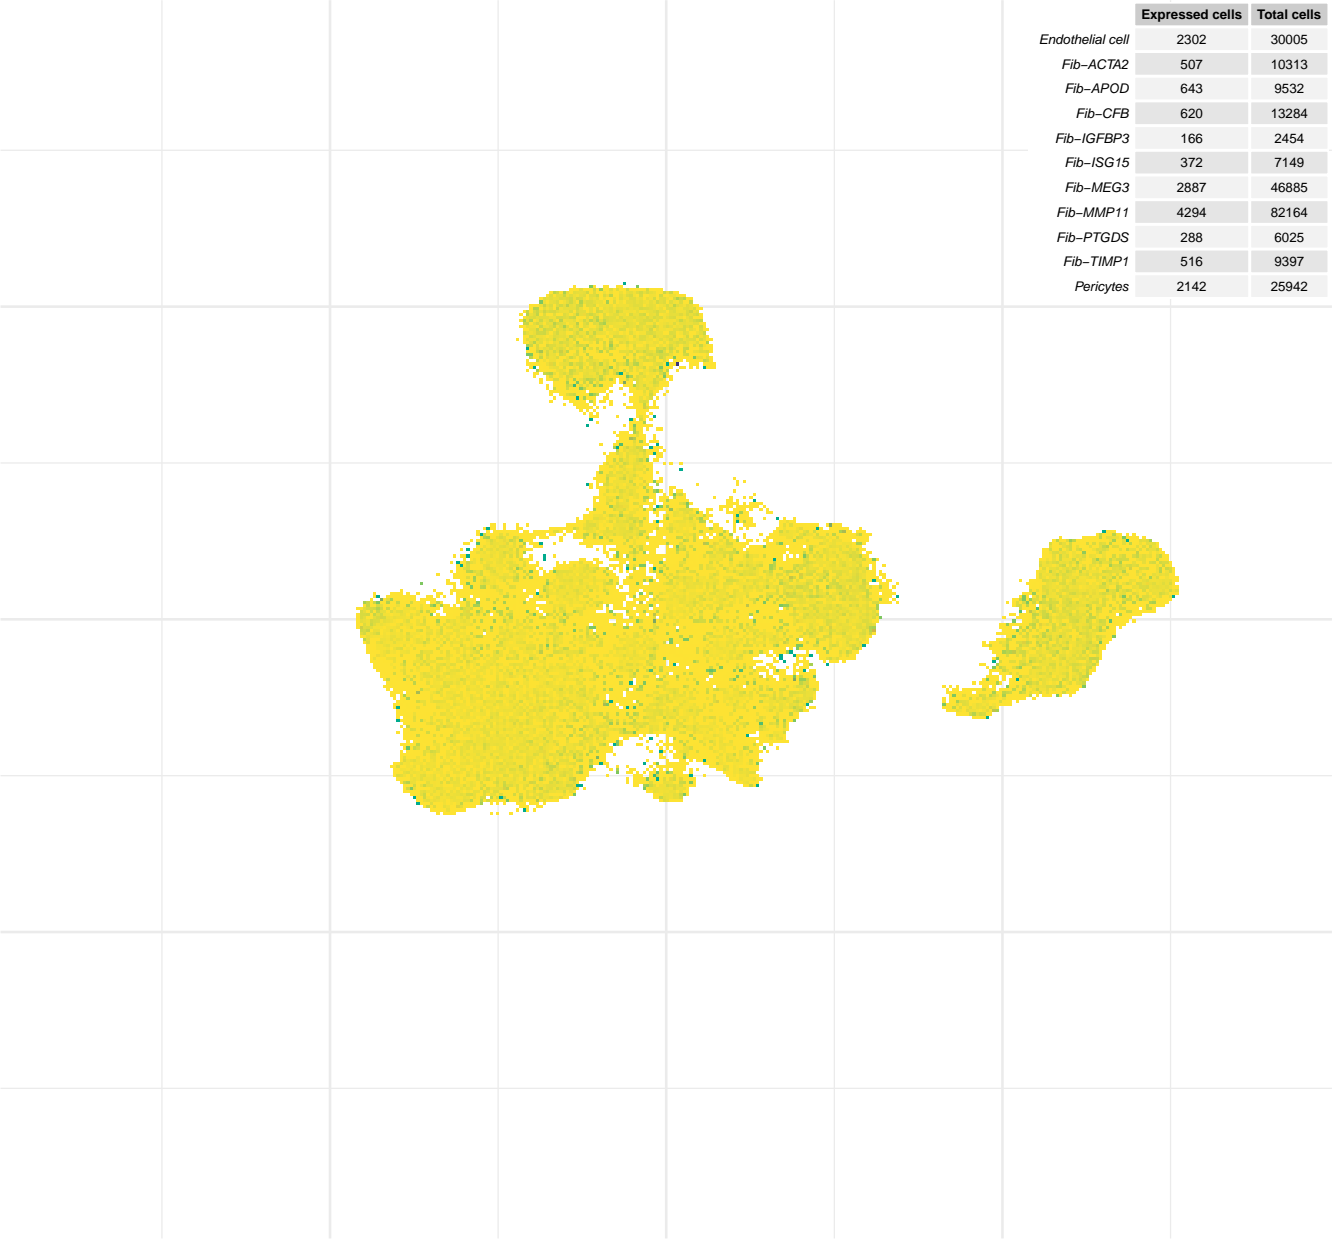 Expressed cells Total cells
Endothelial cell 2302 30005
Fib−ACTA2 507 10313
Fib−APOD 643 9532
Fib−CFB 620 13284
Fib−IGFBP3 166 2454
Fib−ISG15 372 7149
Fib−MEG3 2887 46885
Fib−MMP11 4294 82164
Fib−PTGDS 288 6025
Fib−TIMP1 516 9397
Pericytes 2142 25942